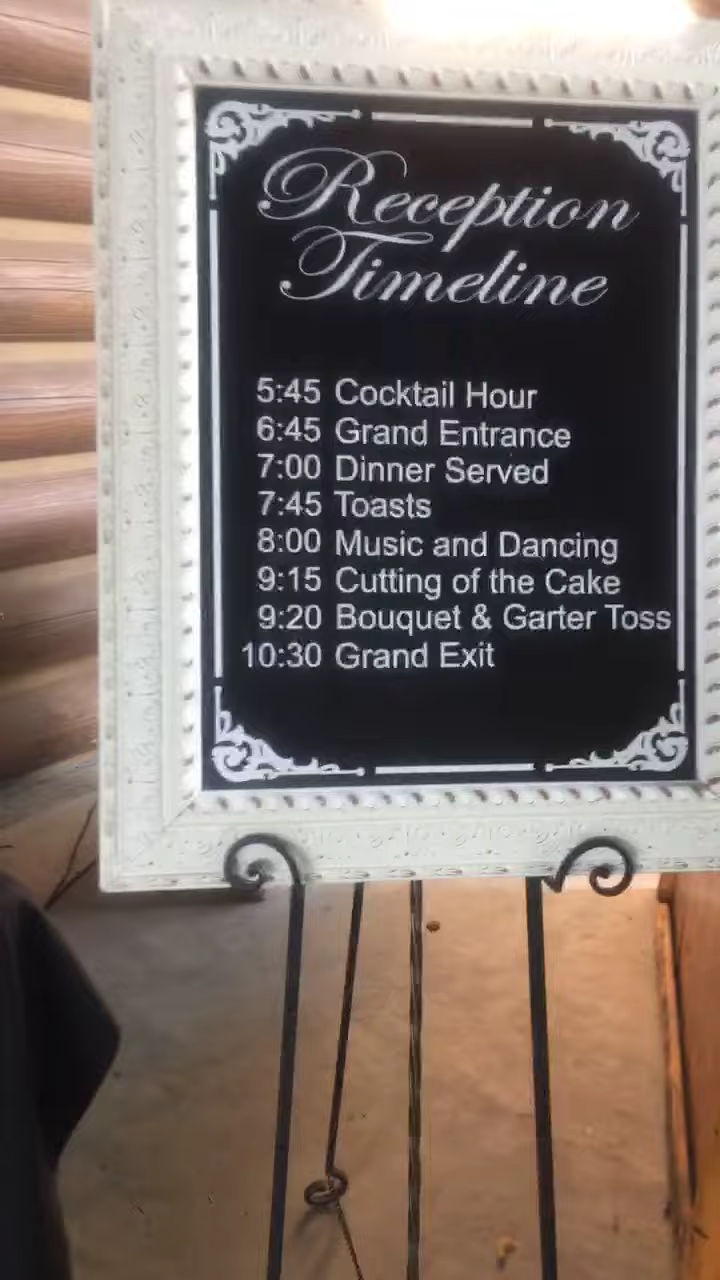 Reception
Timeline
5:45 Cocktail Hour
6:45 Grand Entrance
7:00 Dinner Served
7:45 Toasts
8:00 Music and Dancing
9:15 Cutting of the Cake
9:20 Bouquet & Garter Toss
10:30 Grand Exit